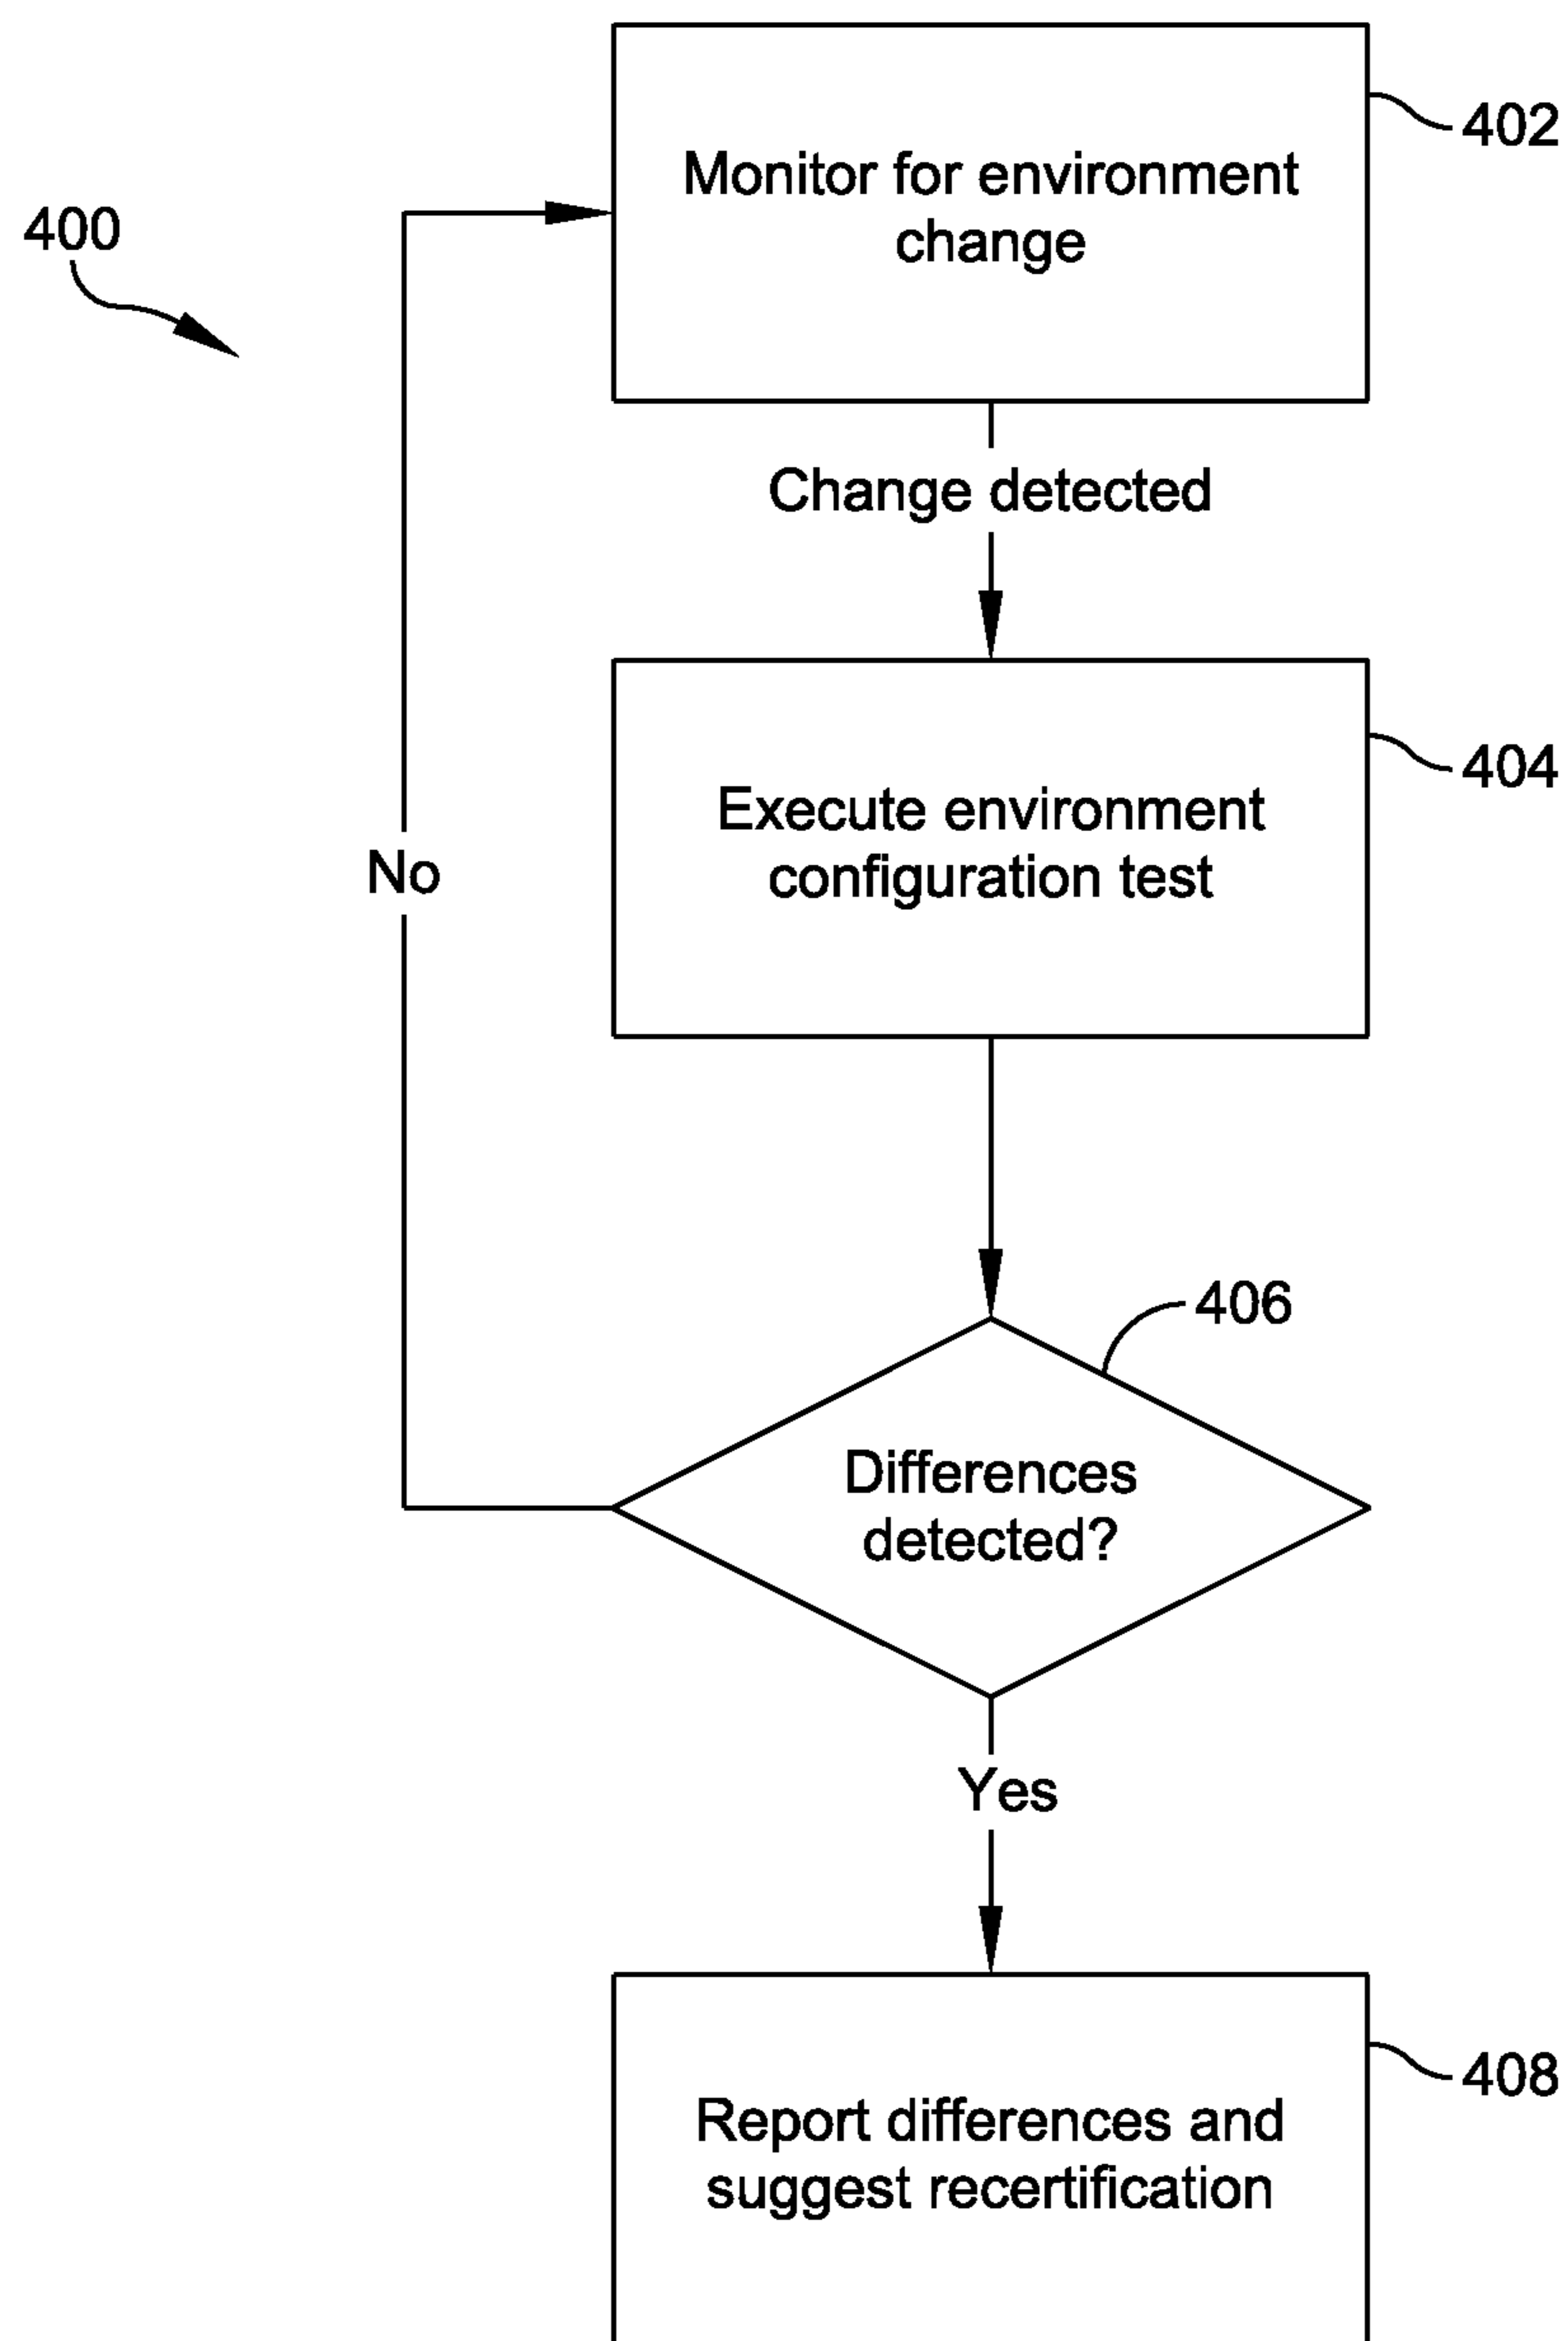 402
Monitor for environment
change
400
Change detected
404
Execute environment
configuration test
No
406
Differences
detected?
Yes
408
Report differences and
suggest recertification